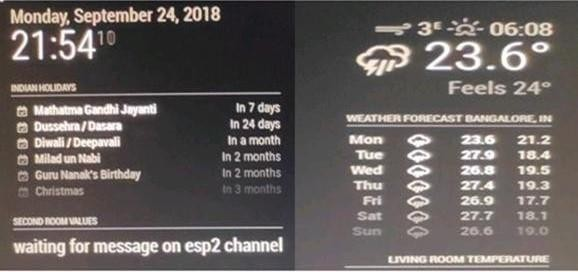 Monday, September 24, 2018
21:54 10
INDIAN HOLIDAYS
Mathatma Gandhi Jayanti In 7 days
Dussehra / Dasara In 24 days
Diwali / Deepavali In a month
Milad un Nabi In 2 months
Guru Nanak's Birthday In 2 months
Christmas In 3 months
SECOND ROOM VALUES
waiting for message on esp2 channel
3 E 06:08
23.6°
Feels 24°
WEATHER FORECAST BANGALORE, IN
Mon 23.6 21.2
Tue 27.9 18.4
Wed 26.8 19.5
Thu 27.4 19.3
Fri 26.9 17.7
Sat 27.7 18.1
Sun 26.6 19.0
LIVING ROOM TEMPERATURE